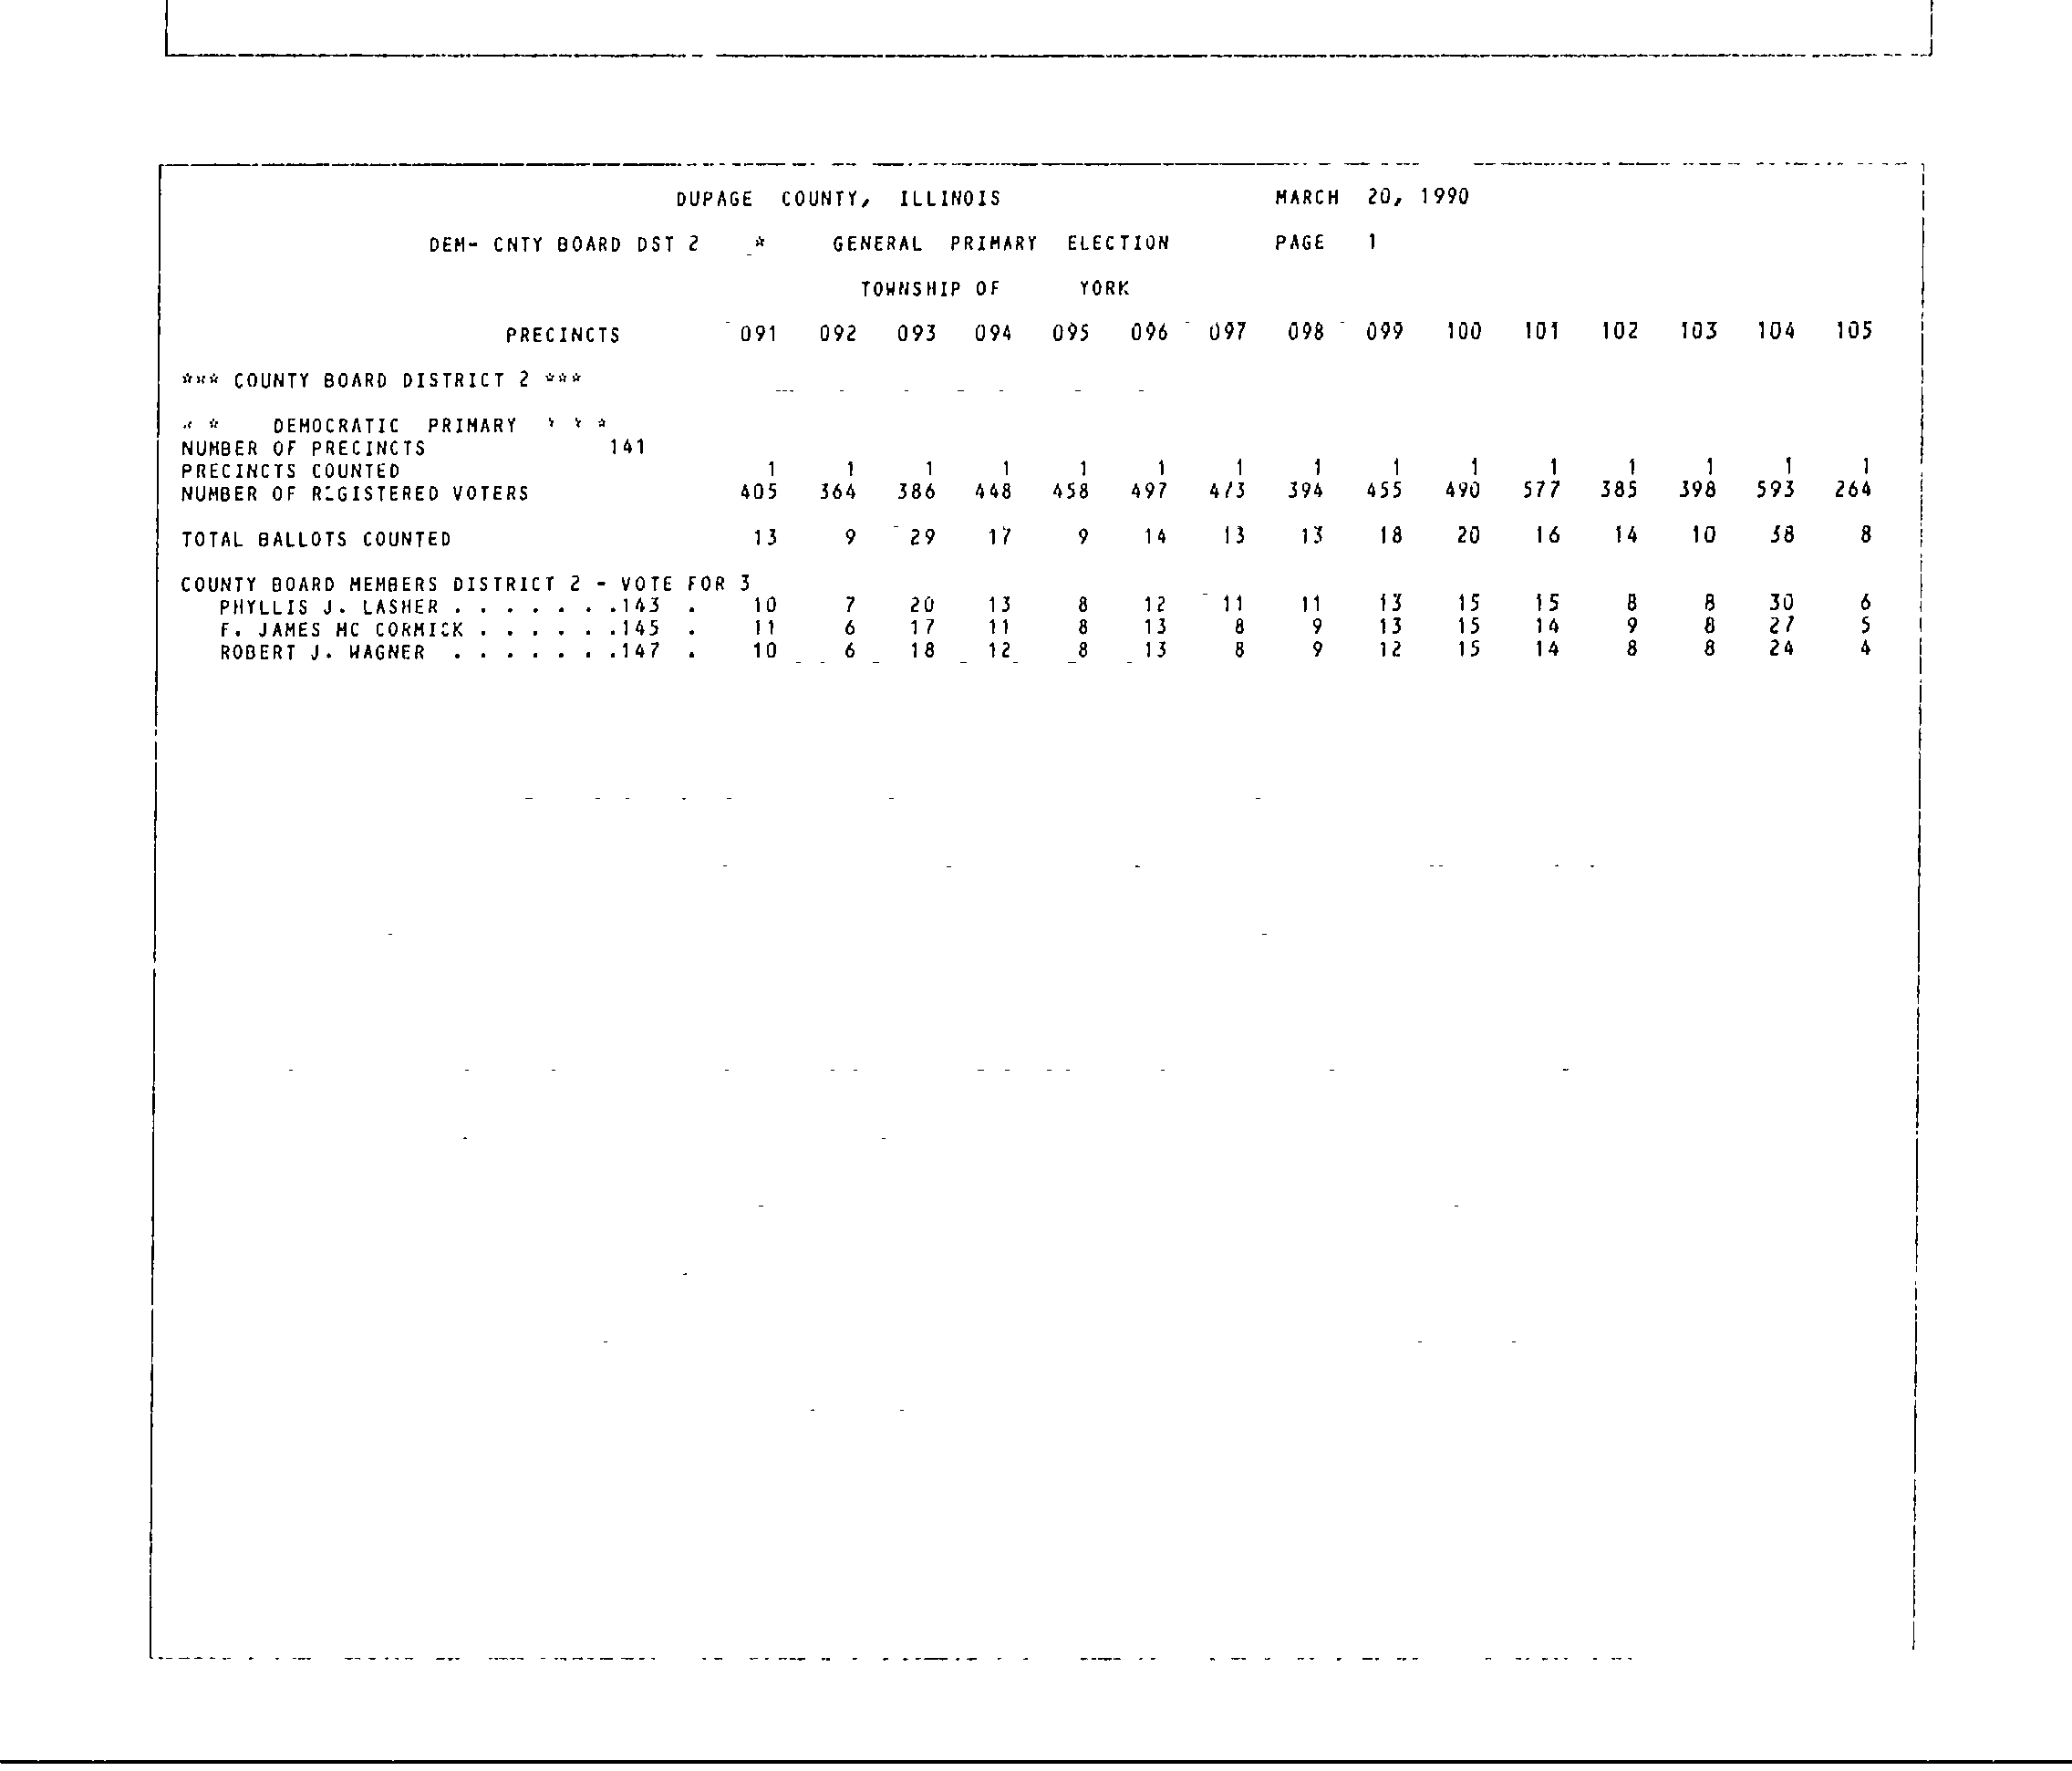 DUPAGE COUNTY, ILLINOIS MARCH 20, 1990
DEM- CNTY BOARD DST 2 * GENERAL PRIMARY ELECTION PAGE 1
TOWNSHIP OF YORK
PRECINCTS 091 092 093 094 095 096 097 098 099 100 101 102 103 104 105
*** COUNTY BOARD DISTRICT 2 ***
* * DEMOCRATIC PRIMARY * * *
NUMBER OF PRECINCTS 141
PRECINCTS COUNTED 1 1 1 1 1 1 1 1 1 1 1 1 1 1 1
NUMBER OF REGISTERED VOTERS 405 364 386 448 458 497 473 394 455 490 577 385 398 593 264
TOTAL BALLOTS COUNTED 13 9 29 17 9 14 13 13 18 20 16 14 10 38 8
COUNTY BOARD MEMBERS DISTRICT 2 - VOTE FOR 3
PHYLLIS J. LASHER . . . . . . .143 . 10 7 20 13 8 12 11 11 13 15 15 8 8 30 6
F. JAMES MC CORMICK . . . . . .145 . 11 6 17 11 8 13 8 9 13 15 14 9 8 27 5
ROBERT J. WAGNER . . . . . . .147 . 10 6 18 12 8 13 8 9 12 15 14 8 8 24 4